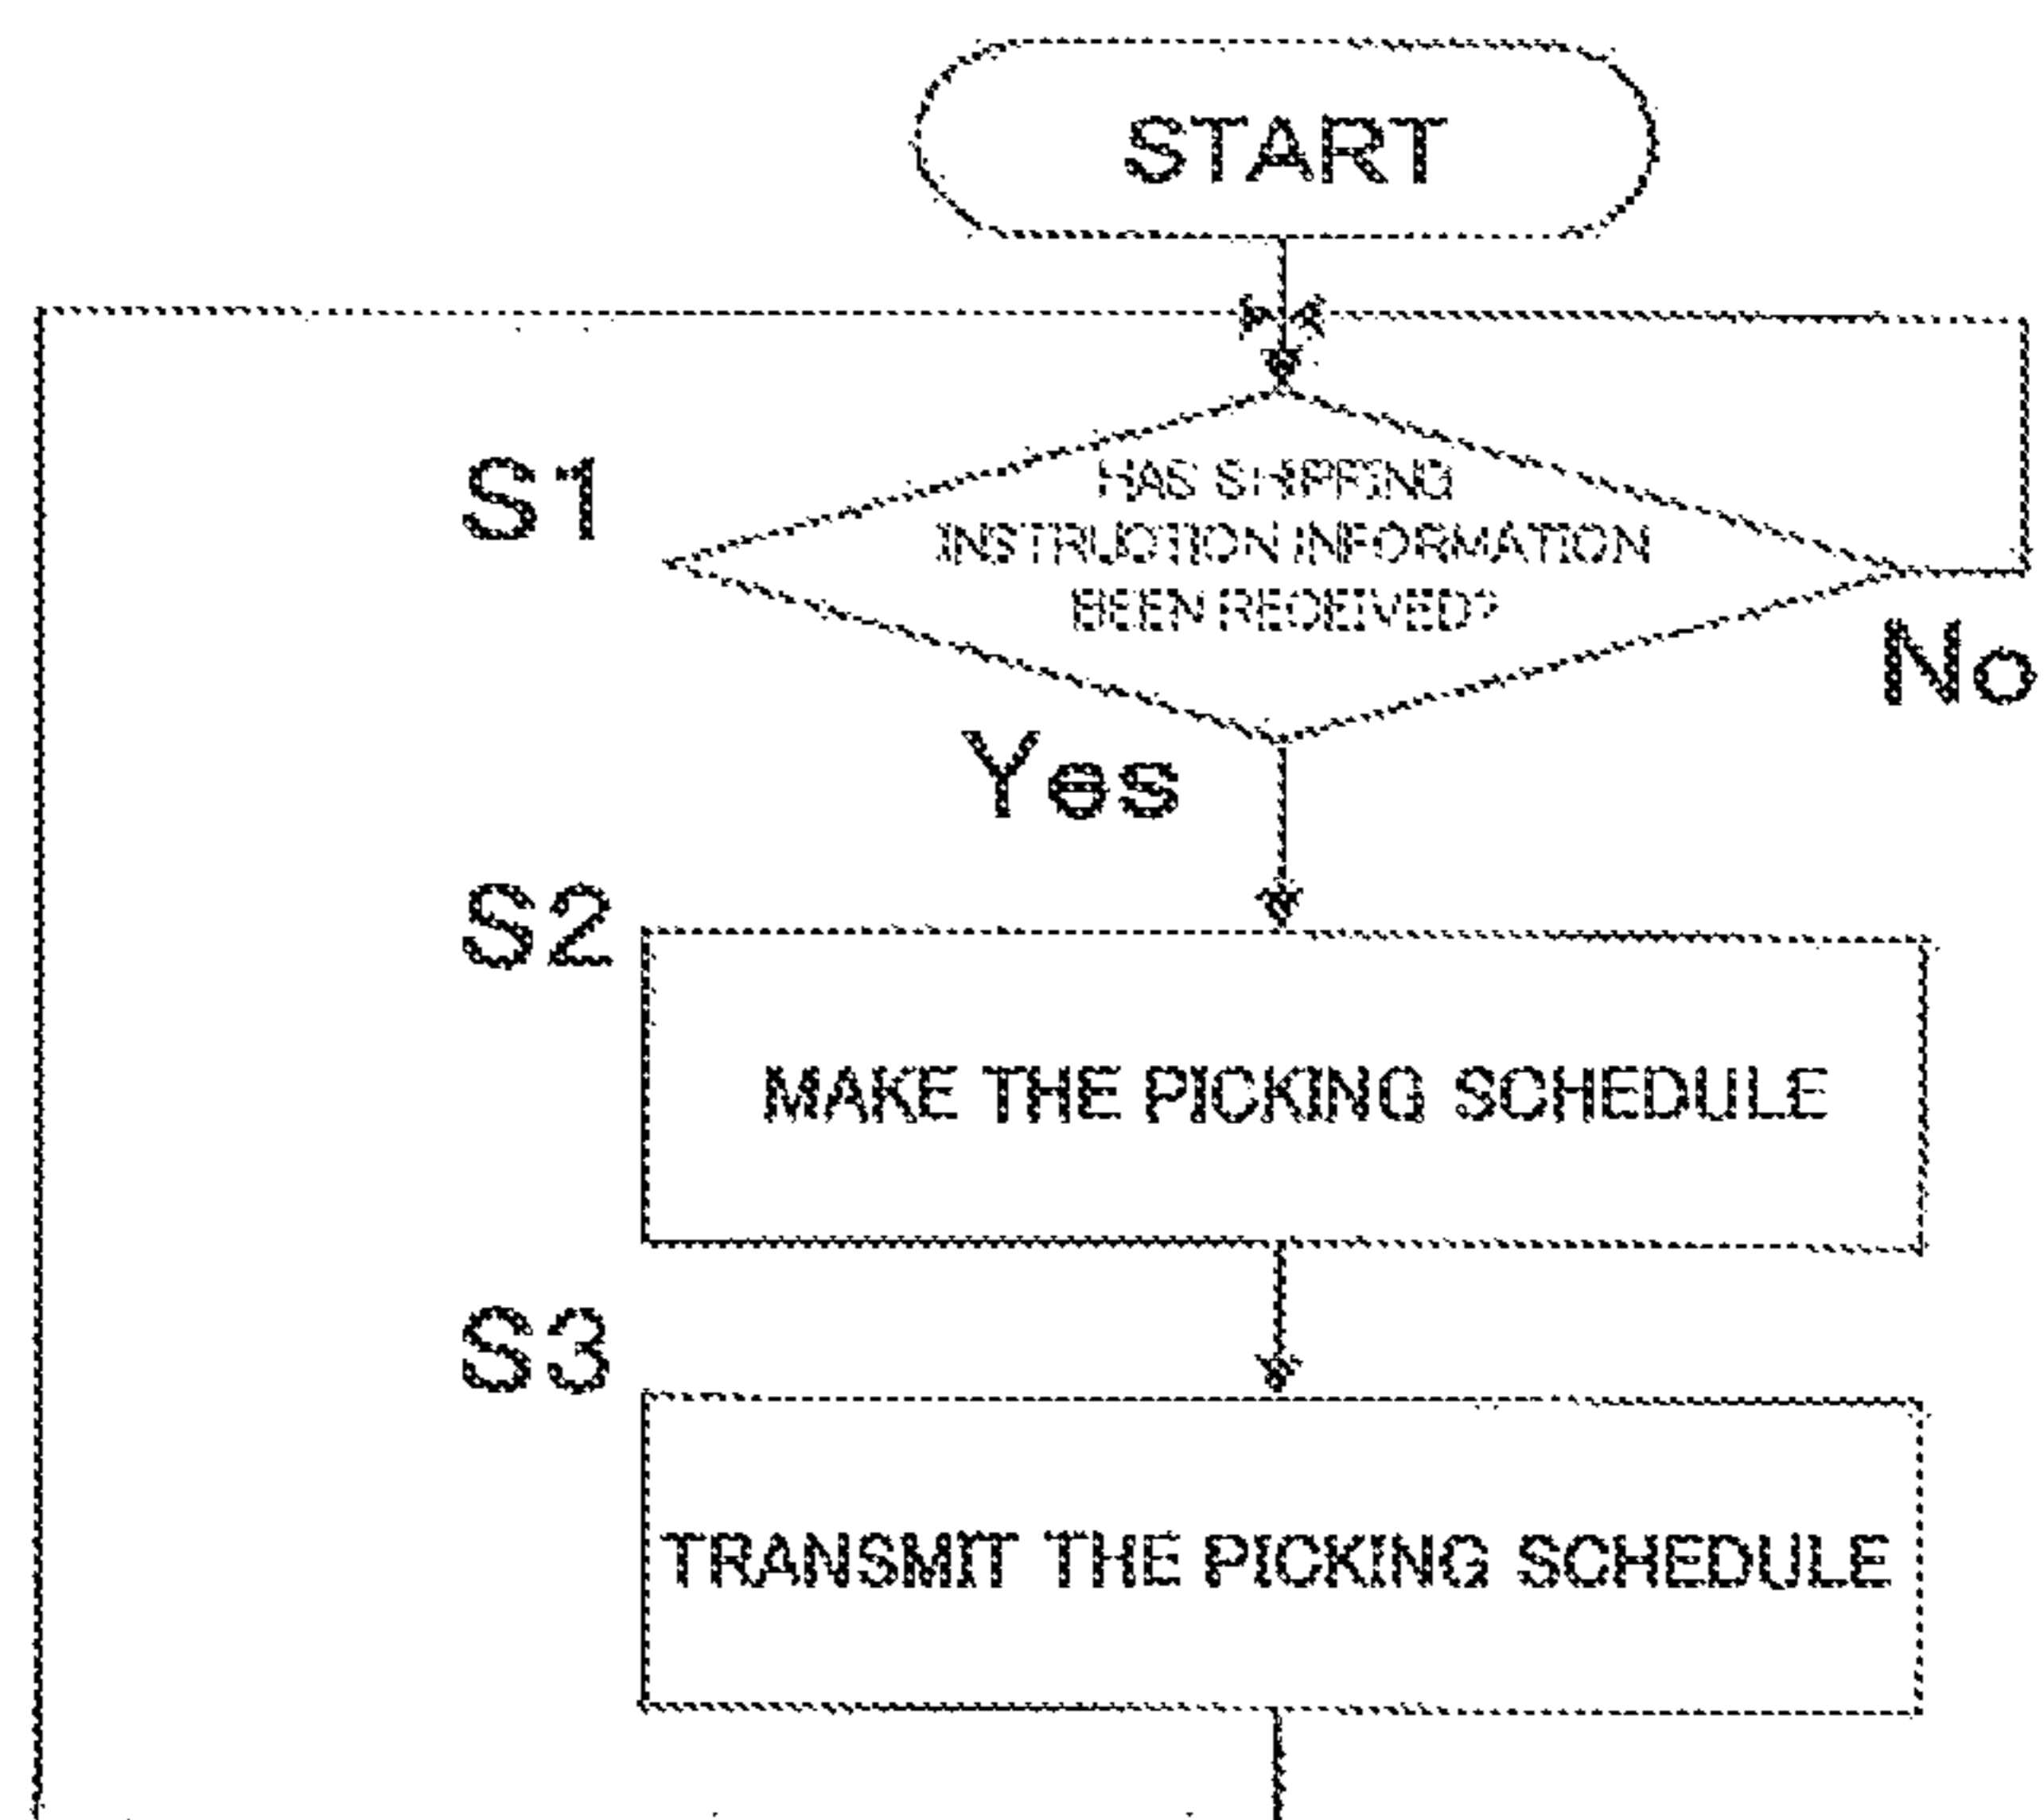 START
S1
HAS SHIPPING
INSTRUCTION INFORMATION
BEEN RECEIVED?
No
Yes
S2
MAKE THE PICKING SCHEDULE
S3
TRANSMIT THE PICKING SCHEDULE